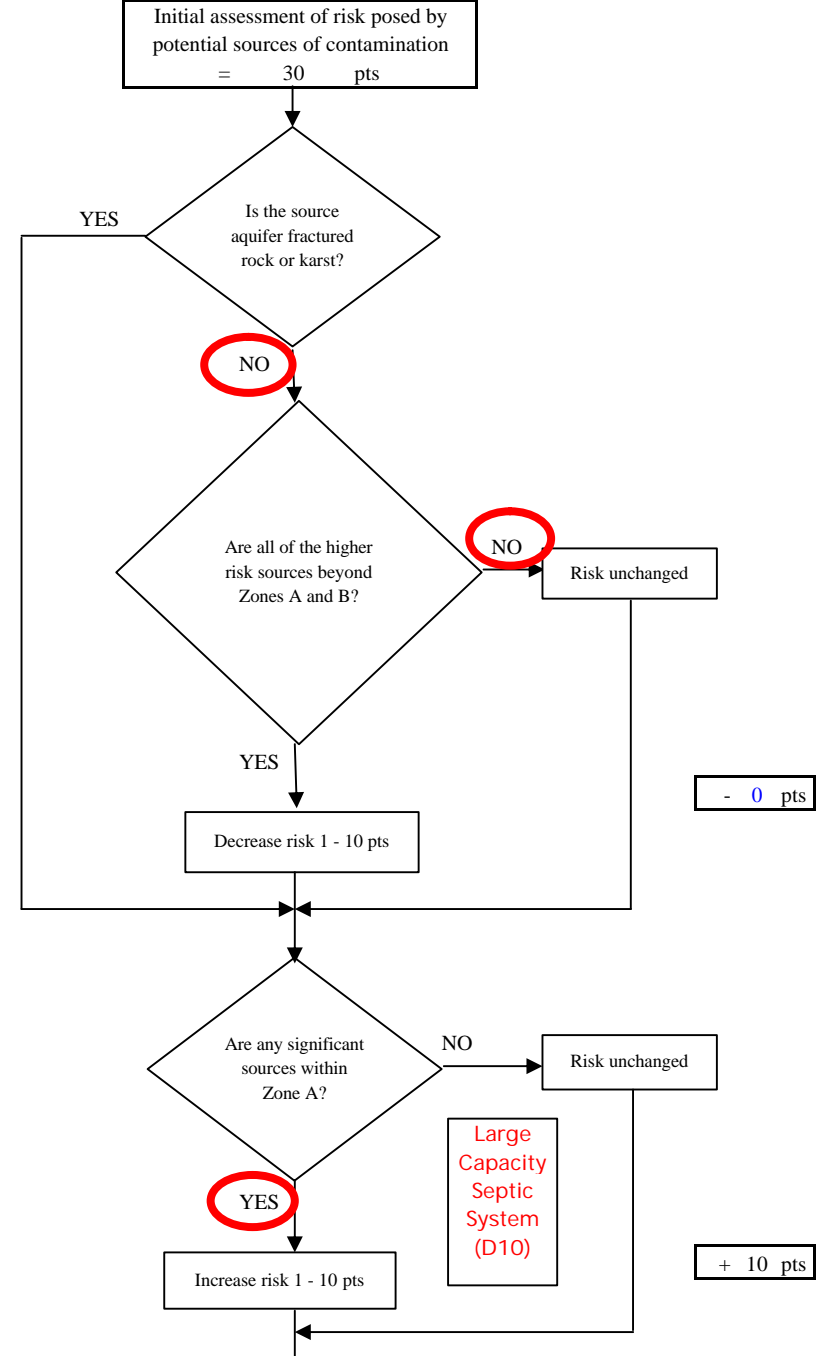 Initial assessment of risk posed by
potential sources of contamination
= 30 pts
YES
Is the source
aquifer fractured
rock or karst?
NO
Are all of the higher
risk sources beyond
Zones A and B?
NO
Risk unchanged
YES
- 0 pts
Decrease risk 1 - 10 pts
Are any significant
sources within
Zone A?
NO
Risk unchanged
Large
Capacity
Septic
System
(D10)
YES
+ 10 pts
Increase risk 1 - 10 pts